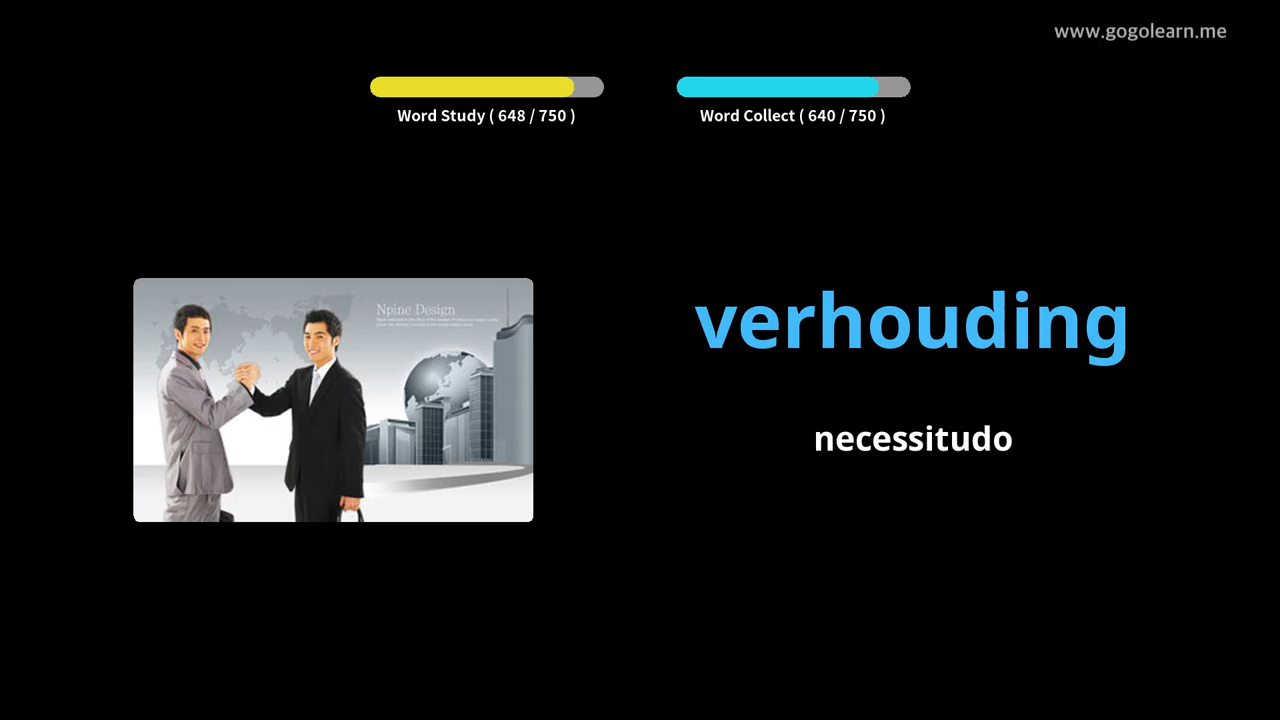 www.gogolearn.me
Word Study ( 648 / 750 )
Word Collect ( 640 / 750 )
Npine Design
verhouding
necessitudo